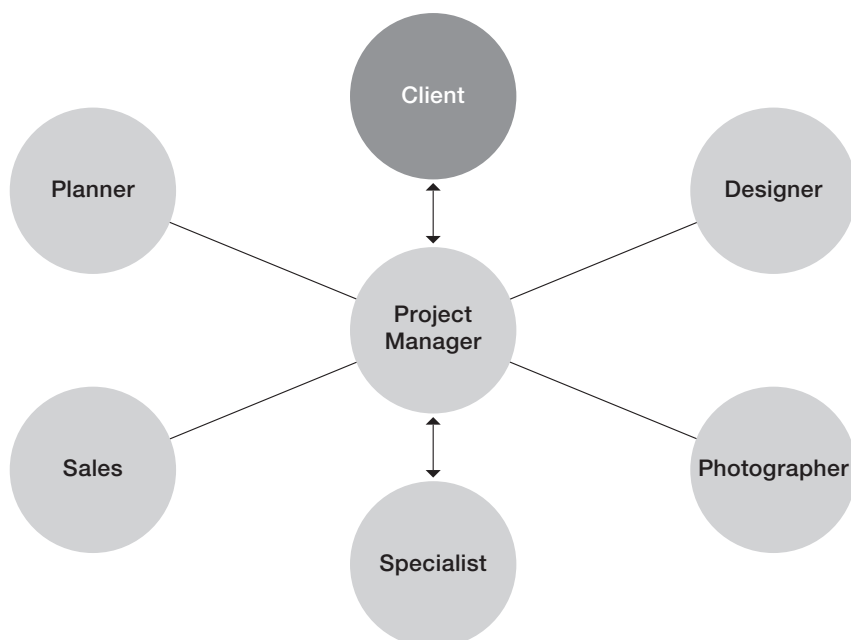 Client
Planner
Designer
Project
Manager
Sales
Photographer
Specialist